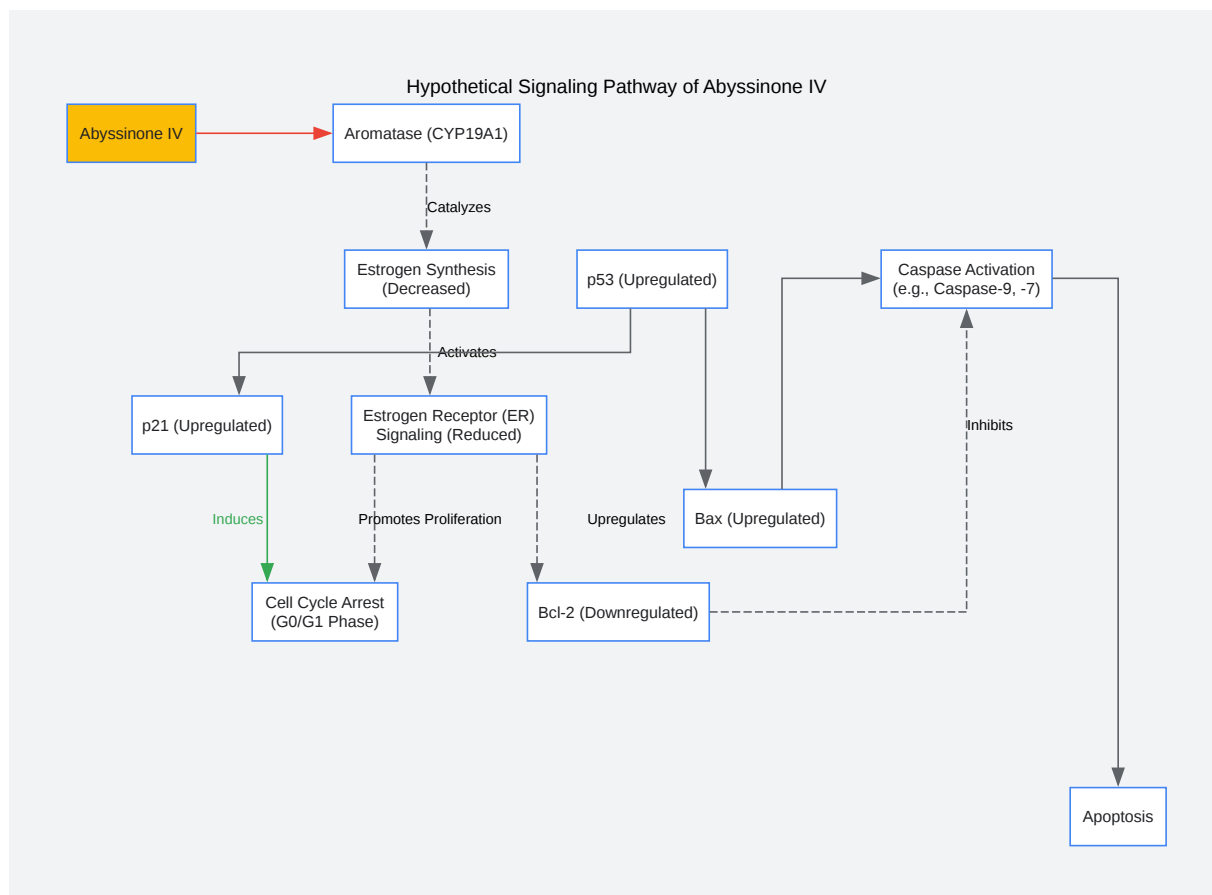 Hypothetical Signaling Pathway of Abyssinone IV
Abyssinone IV
Aromatase (CYP19A1)
Catalyzes
Estrogen Synthesis
(Decreased)
p53 (Upregulated)
Caspase Activation
(e.g., Caspase-9, -7)
Activates
p21 (Upregulated)
Estrogen Receptor (ER)
Signaling (Reduced)
Inhibits
Induces
Promotes Proliferation
Upregulates
Bax (Upregulated)
Cell Cycle Arrest
(G0/G1 Phase)
Bcl-2 (Downregulated)
Apoptosis